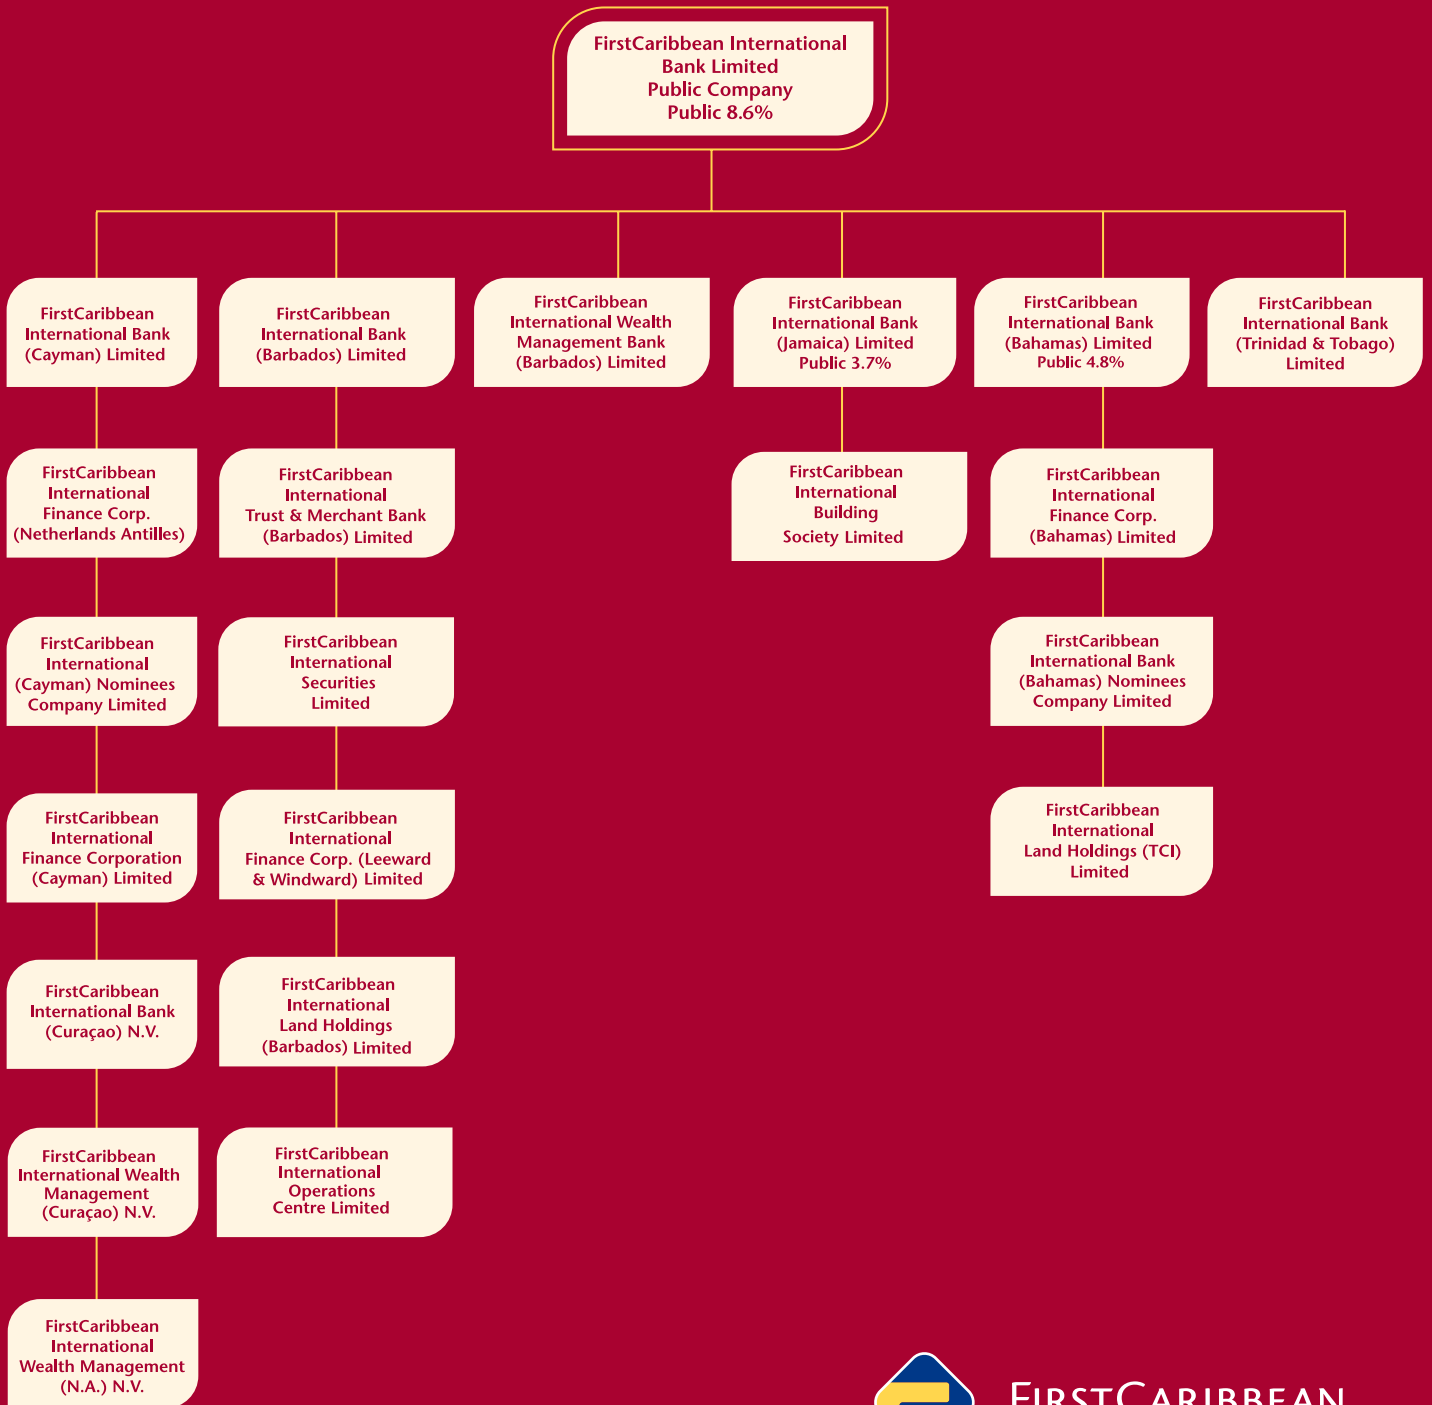 FirstCaribbean International
Bank Limited
Public Company
Public 8.6%
FirstCaribbean
International Bank
(Cayman) Limited
FirstCaribbean
International Bank
(Barbados) Limited
FirstCaribbean
International Wealth
Management Bank
(Barbados) Limited
FirstCaribbean
International Bank
(Jamaica) Limited
Public 3.7%
FirstCaribbean
International Bank
(Bahamas) Limited
Public 4.8%
FirstCaribbean
International Bank
(Trinidad & Tobago)
Limited
FirstCaribbean
International
Finance Corp.
(Netherlands Antilles)
FirstCaribbean
International
Trust & Merchant Bank
(Barbados) Limited
FirstCaribbean
International
Building
Society Limited
FirstCaribbean
International
Finance Corp.
(Bahamas) Limited
FirstCaribbean
International
(Cayman) Nominees
Company Limited
FirstCaribbean
International
Securities
Limited
FirstCaribbean
International Bank
(Bahamas) Nominees
Company Limited
FirstCaribbean
International
Finance Corporation
(Cayman) Limited
FirstCaribbean
International
Finance Corp. (Leeward
& Windward) Limited
FirstCaribbean
International
Land Holdings (TCI)
Limited
FirstCaribbean
International Bank
(Curaçao) N.V.
FirstCaribbean
International
Land Holdings
(Barbados) Limited
FirstCaribbean
International Wealth
Management
(Curaçao) N.V.
FirstCaribbean
International
Operations
Centre Limited
FirstCaribbean
International
Wealth Management
(N.A.) N.V.
FIRSTCARIBBEAN